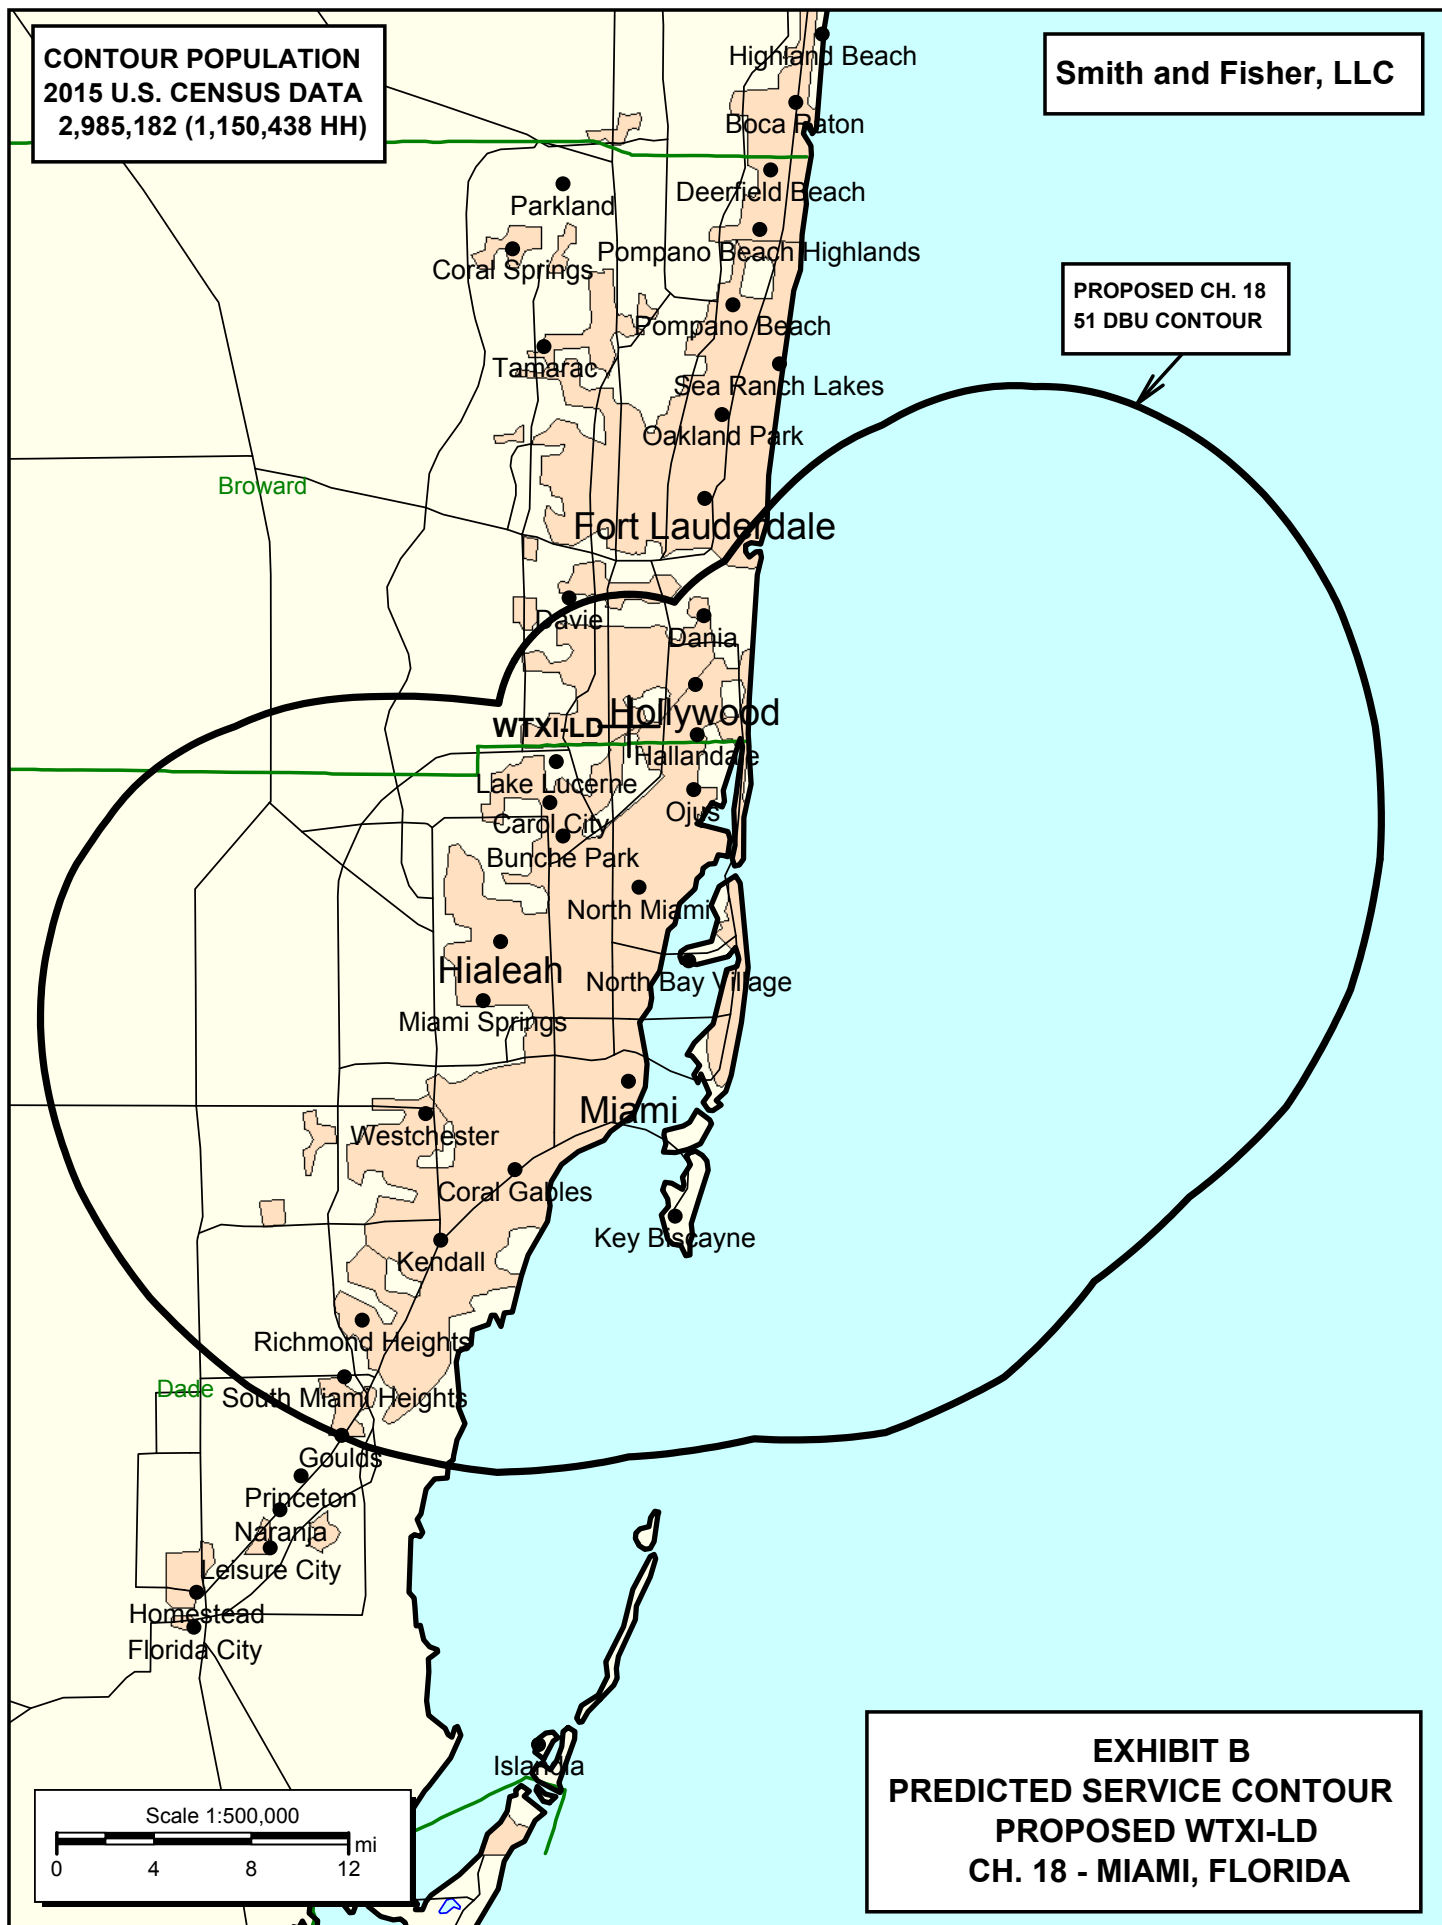 CONTOUR POPULATION
2015 U.S. CENSUS DATA
2,985,182 (1,150,438 HH)
Smith and Fisher, LLC
Highland Beach
Boca Raton
Deerfield Beach
Parkland
Pompano Beach Highlands
Coral Springs
PROPOSED CH. 18
51 DBU CONTOUR
Pompano Beach
Tamarac
Sea Ranch Lakes
Oakland Park
Broward
Fort Lauderdale
Davie
Dania
Hollywood
WTXI-LD
Hallandale
Lake Lucerne
Ojus
Carol City
Bunche Park
North Miami
Hialeah
North Bay Village
Miami Springs
Miami
Westchester
Coral Gables
Key Biscayne
Kendall
Richmond Heights
Dade
South Miami Heights
Goulds
Princeton
Naranja
Leisure City
Homestead
Florida City
Islandia
Scale 1:500,000
mi
0 4 8 12
EXHIBIT B
PREDICTED SERVICE CONTOUR
PROPOSED WTXI-LD
CH. 18 - MIAMI, FLORIDA